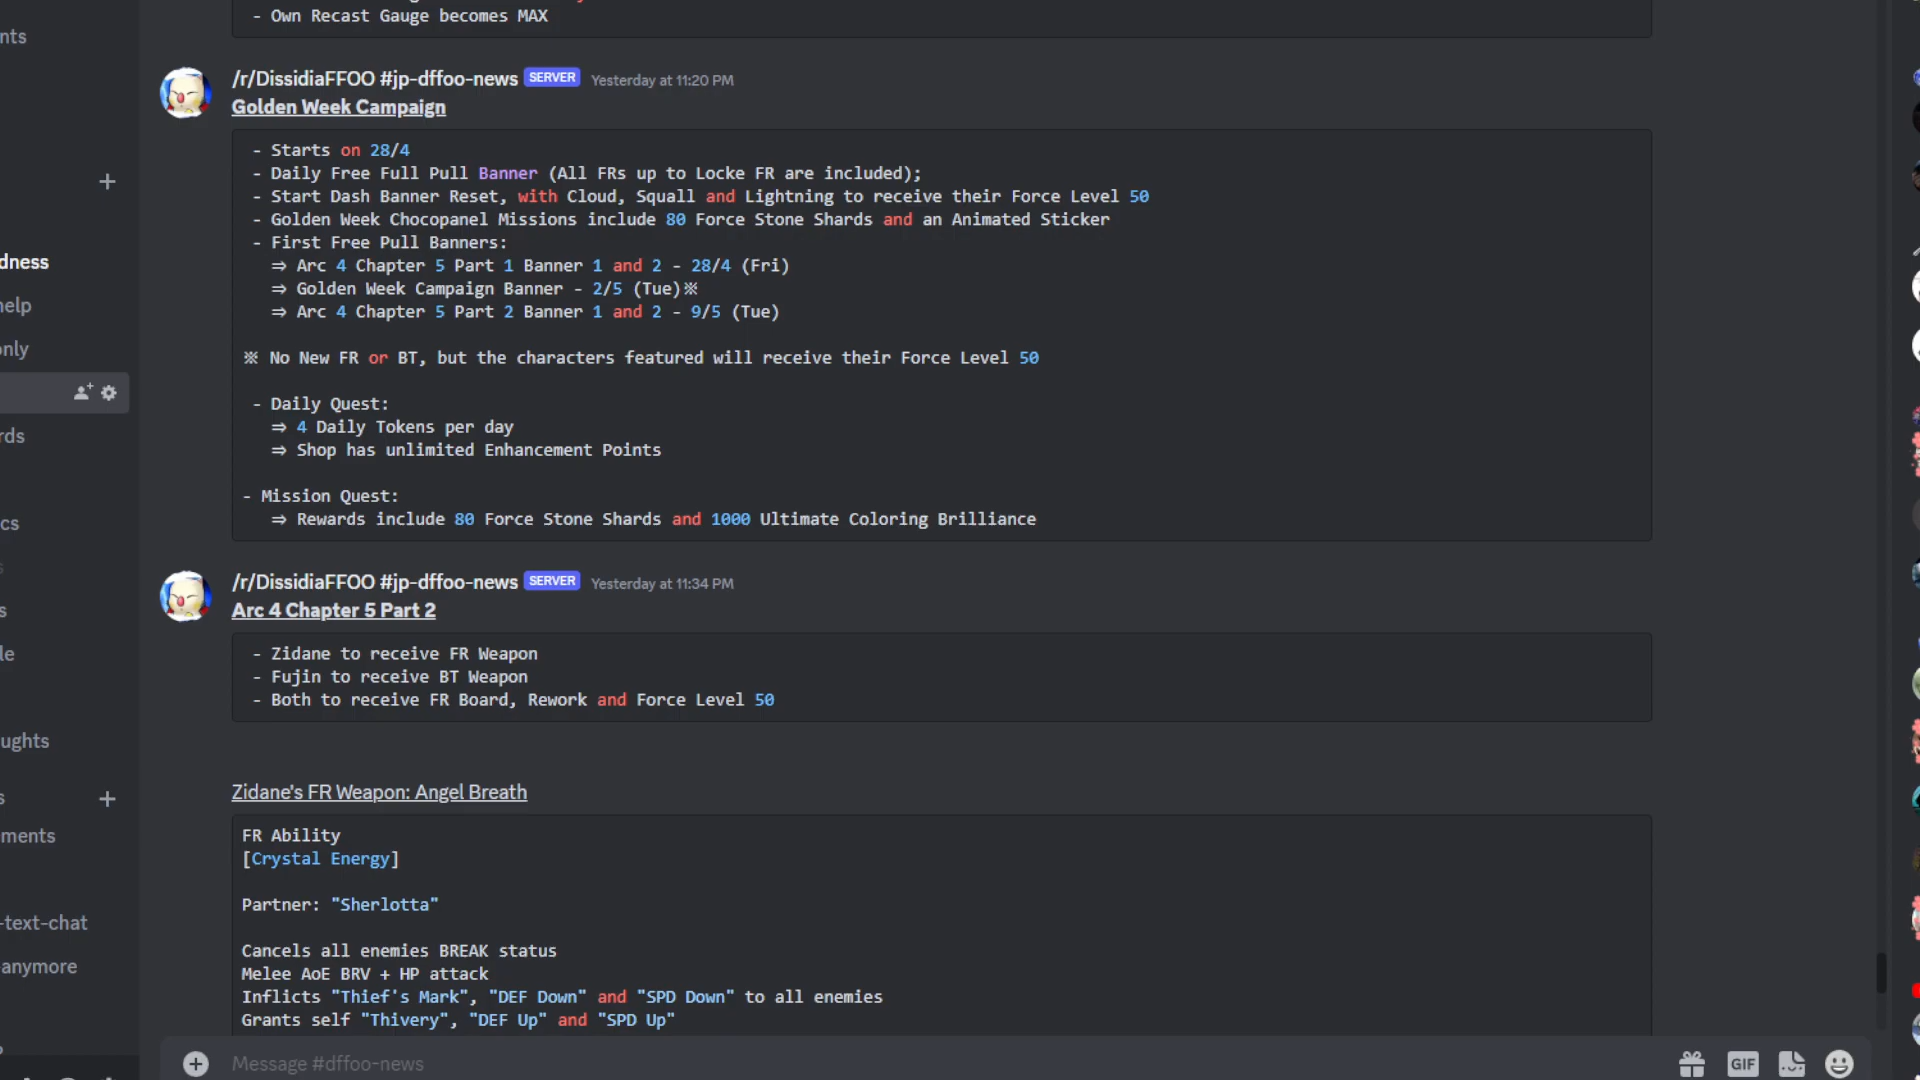 - Own Recast Gauge becomes MAX
nts
/r/DissidiaFFOO #jp-dffoo-news SERVER Yesterday at 11:20 PM
Golden Week Campaign
- Starts on 28/4
- Daily Free Full Pull Banner (All FRs up to Locke FR are included);
- Start Dash Banner Reset, with Cloud, Squall and Lightning to receive their Force Level 50
- Golden Week Chocopanel Missions include 80 Force Stone Shards and an Animated Sticker
- First Free Pull Banners:
⇒ Arc 4 Chapter 5 Part 1 Banner 1 and 2 - 28/4 (Fri)
⇒ Golden Week Campaign Banner - 2/5 (Tue)※
⇒ Arc 4 Chapter 5 Part 2 Banner 1 and 2 - 9/5 (Tue)
※ No New FR or BT, but the characters featured will receive their Force Level 50
- Daily Quest:
⇒ 4 Daily Tokens per day
⇒ Shop has unlimited Enhancement Points
- Mission Quest:
⇒ Rewards include 80 Force Stone Shards and 1000 Ultimate Coloring Brilliance
dness
help
only
rds
cs
s
s
le
ughts
s
ments
-text-chat
anymore
/r/DissidiaFFOO #jp-dffoo-news SERVER Yesterday at 11:34 PM
Arc 4 Chapter 5 Part 2
- Zidane to receive FR Weapon
- Fujin to receive BT Weapon
- Both to receive FR Board, Rework and Force Level 50
Zidane's FR Weapon: Angel Breath
FR Ability
[Crystal Energy]
Partner: "Sherlotta"
Cancels all enemies BREAK status
Melee AoE BRV + HP attack
Inflicts "Thief's Mark", "DEF Down" and "SPD Down" to all enemies
Grants self "Thivery", "DEF Up" and "SPD Up"
Message #dffoo-news
GIF